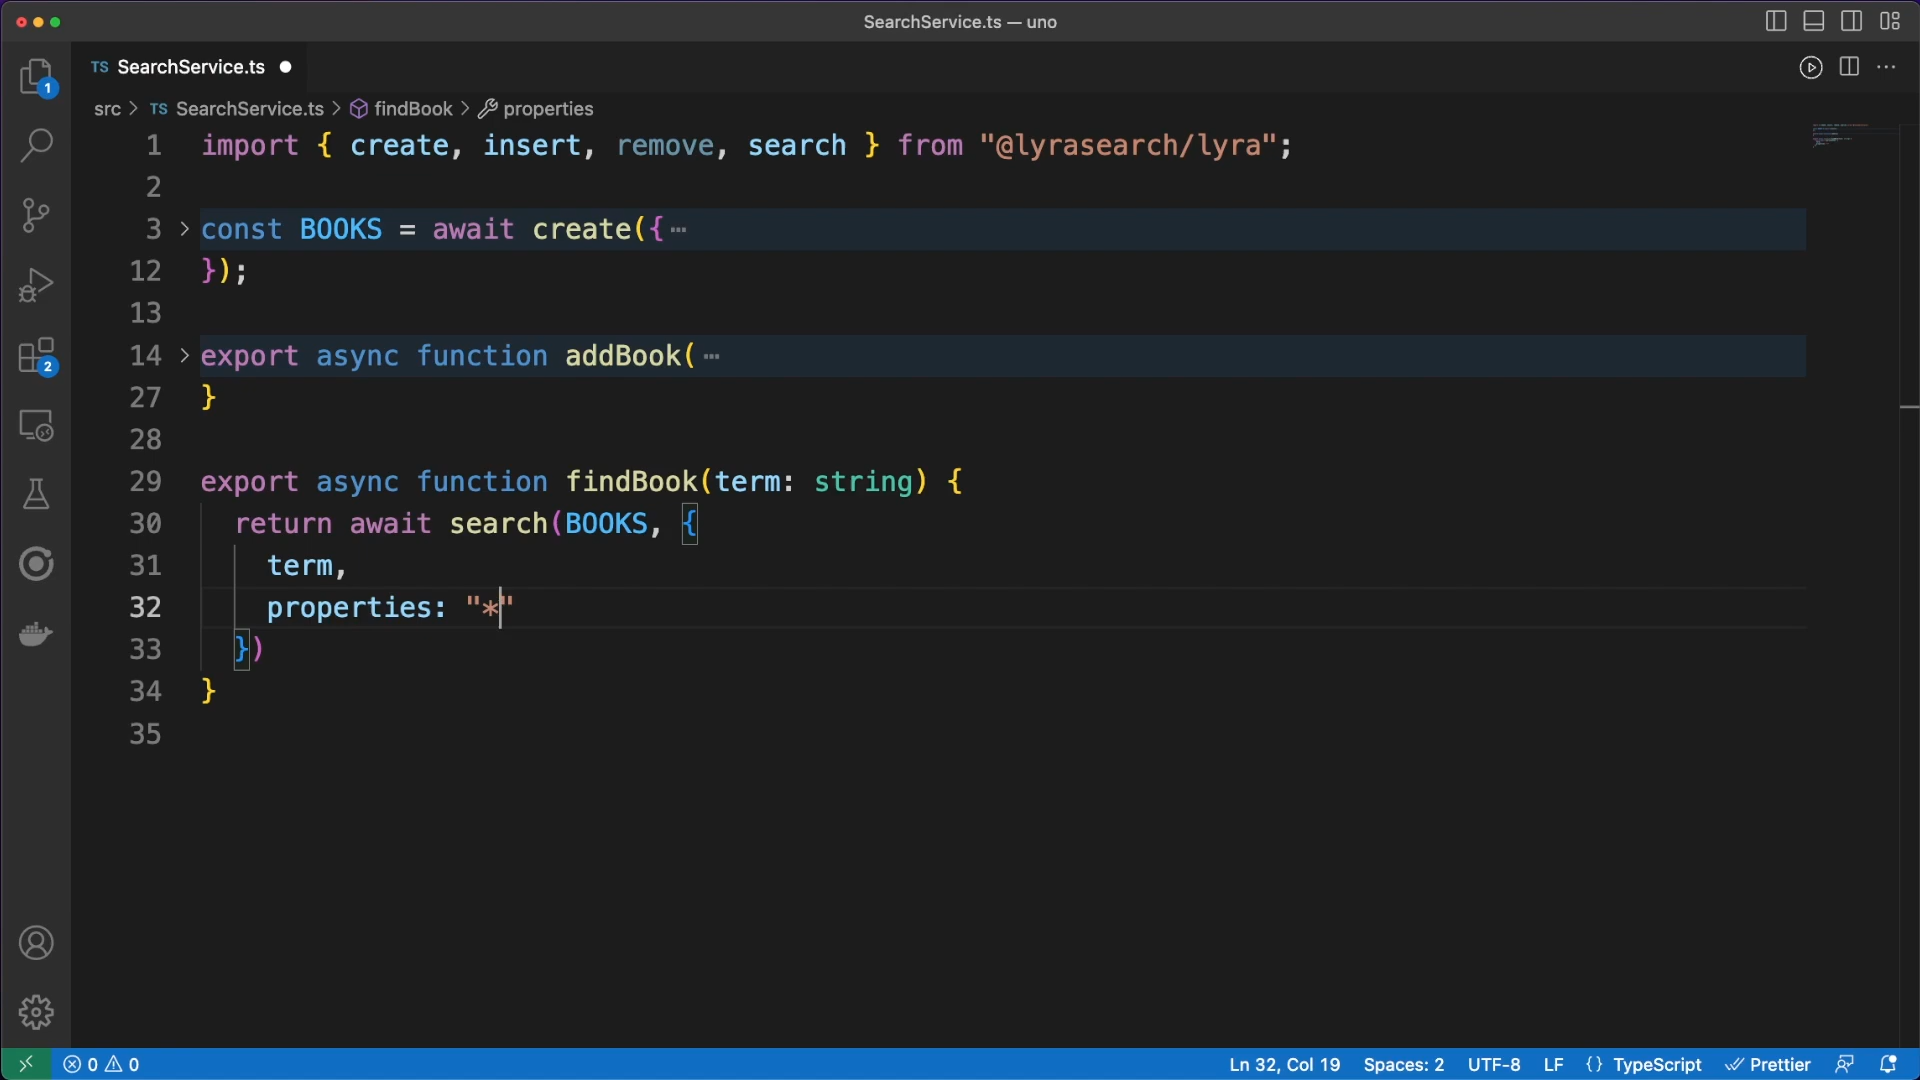 SearchService.ts — uno
TS SearchService.ts
src > TS SearchService.ts > findBook > properties
1 import { create, insert, remove, search } from "@lyrasearch/lyra";
2
3 const BOOKS = await create({…
12 });
13
14 export async function addBook(…
27 }
28
29 export async function findBook(term: string) {
30 return await search(BOOKS, {
31 term,
32 properties: "*"
33 })
34 }
35
1
2
0 0
Ln 32, Col 19 Spaces: 2 UTF-8 LF {} TypeScript Prettier